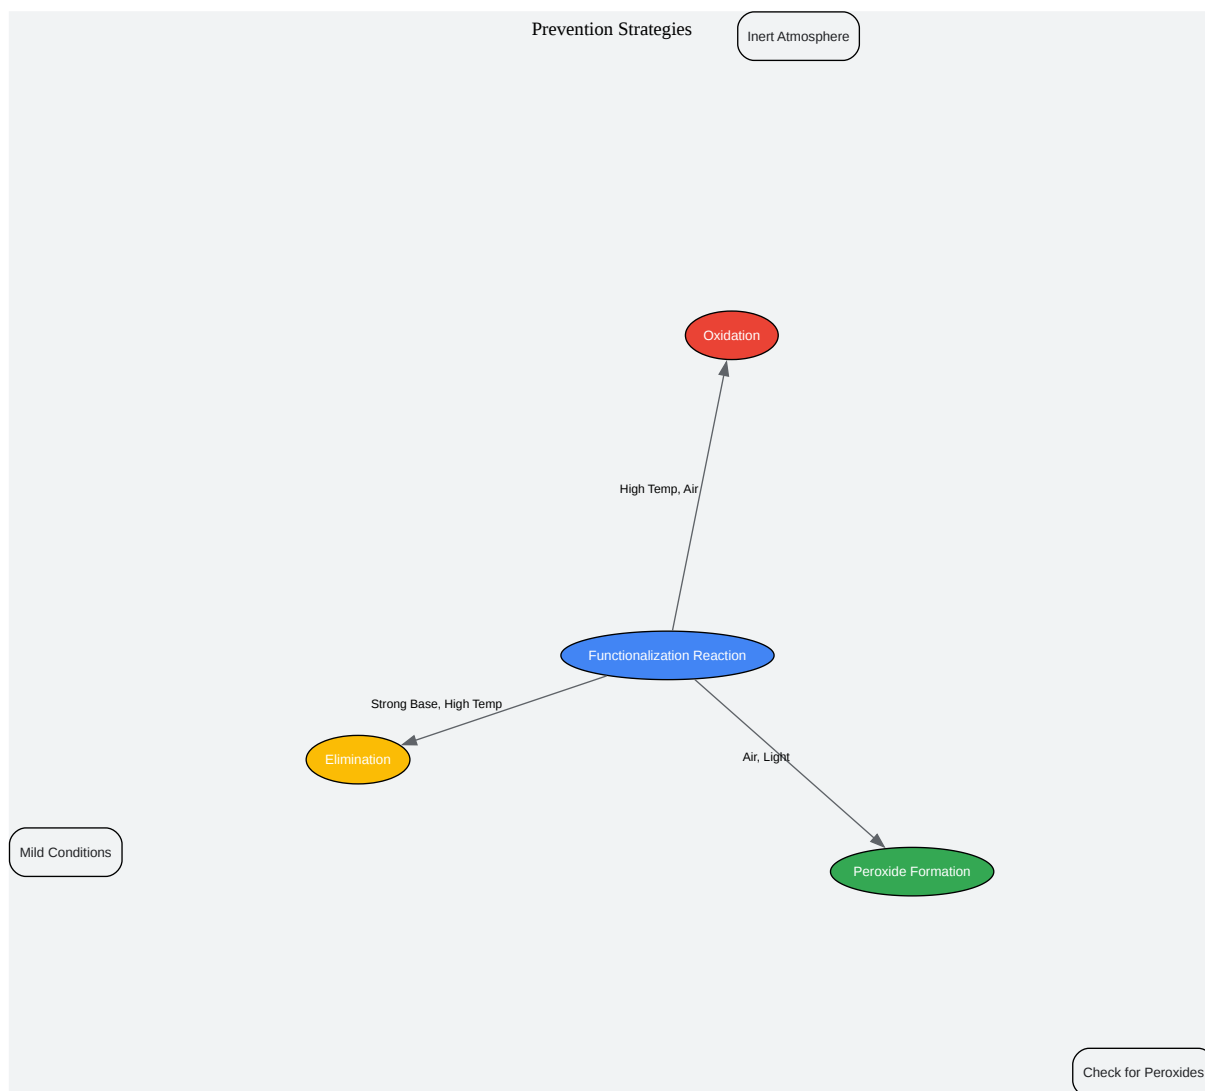 Prevention Strategies
Inert Atmosphere
Oxidation
High Temp, Air
Functionalization Reaction
Strong Base, High Temp
Elimination
Air, Light
Mild Conditions
Peroxide Formation
Check for Peroxides